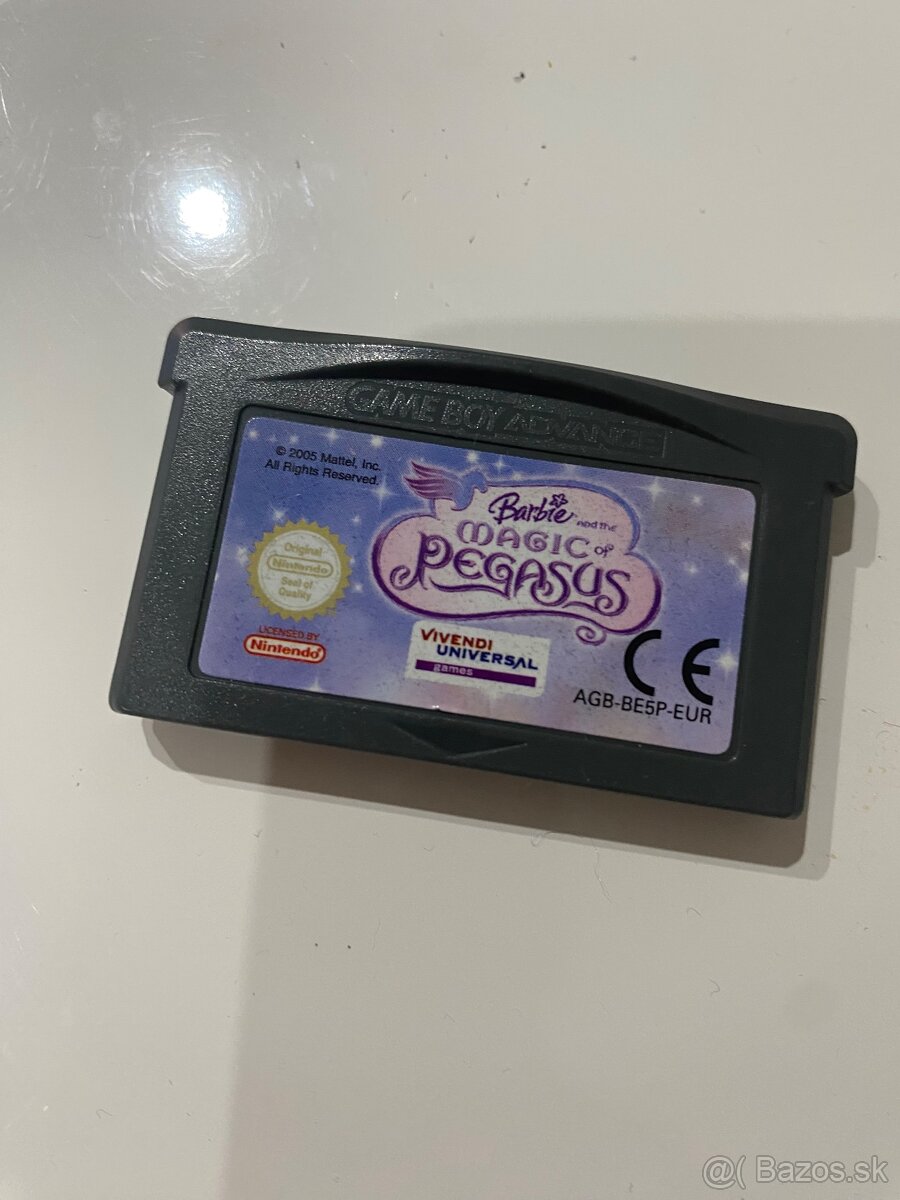 GAME BOY ADVANCE
© 2005 Mattel, Inc.
All Rights Reserved.
Barbie and the
MAGIC of
PEGASUS
Original
Nintendo
Seal of
Quality
LICENSED BY
Nintendo
VIVENDI
UNIVERSAL
games
CE
AGB-BE5P-EUR
@( Bazos.sk